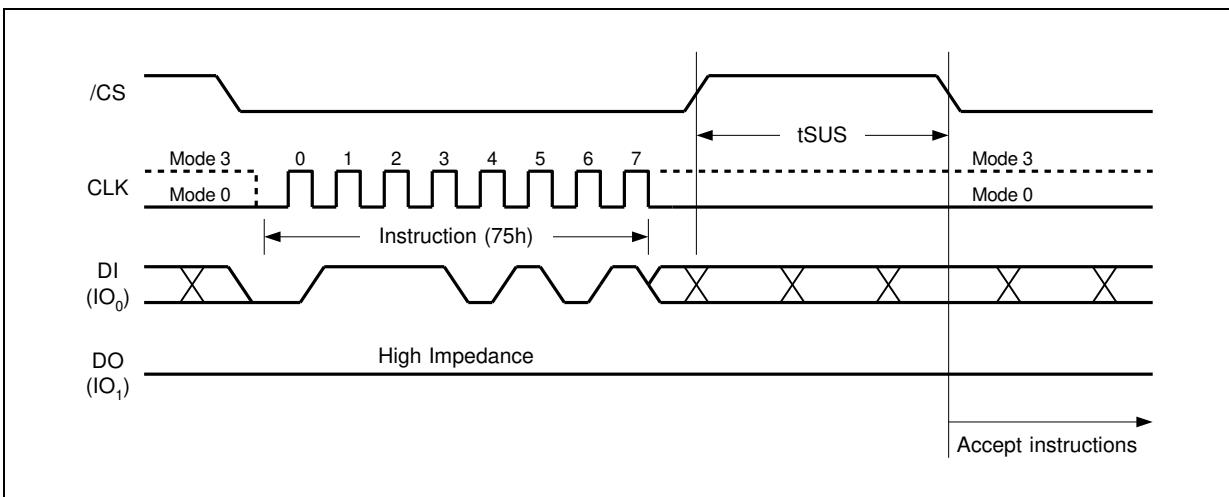 /CS
tSUS
Mode 3 0 1 2 3 4 5 6 7 Mode 3
CLK
Mode 0 Mode 0
Instruction (75h)
DI
(IO0)
High Impedance
DO
(IO1)
Accept instructions